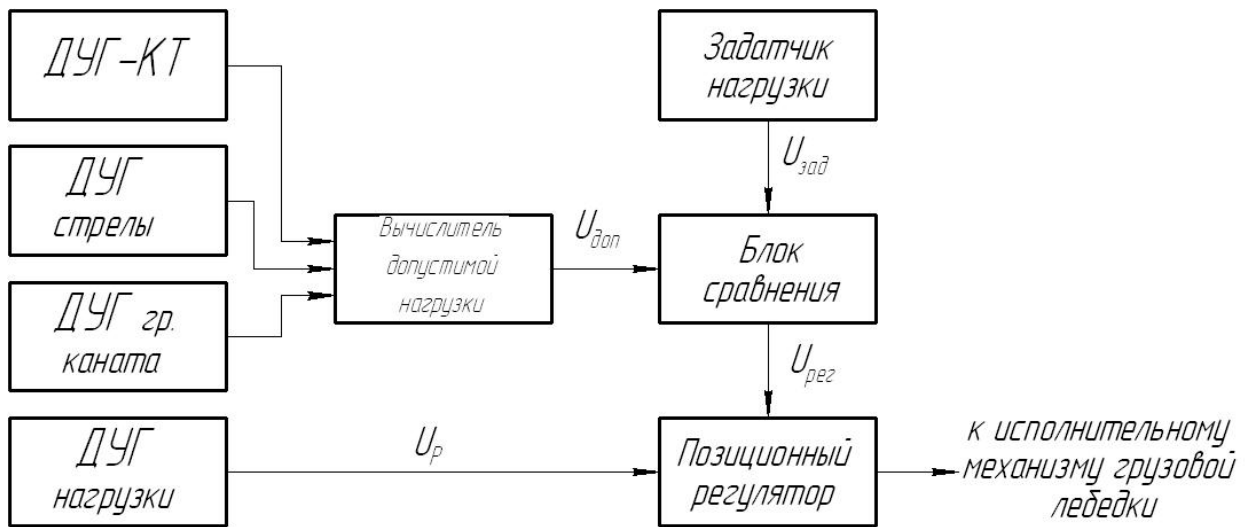 ДУГ-КТ
Задатчик
нагрузки
U зад
ДУГ
стрелы
Вычислитель
допустимой
нагрузки
U доп
Блок
сравнения
ДУГ гр.
каната
U рег
ДУГ
нагрузки
U р
Позиционный
регулятор
к исполнительному
механизму грузовой
лебедки